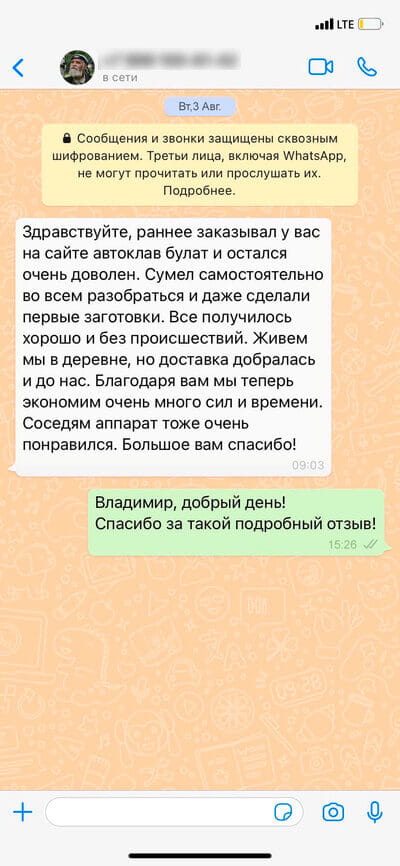 LTE
в сети
Вт,3 Авг.
Сообщения и звонки защищены сквозным
шифрованием. Третьи лица, включая WhatsApp,
не могут прочитать или прослушать их.
Подробнее.
Здравствуйте, раннее заказывал у вас
на сайте автоклав булат и остался
очень доволен. Сумел самостоятельно
во всем разобраться и даже сделали
первые заготовки. Все получилось
хорошо и без происшествий. Живем
мы в деревне, но доставка добралась
и до нас. Благодаря вам мы теперь
экономим очень много сил и времени.
Соседям аппарат тоже очень
понравился. Большое вам спасибо!
09:03
Владимир, добрый день!
Спасибо за такой подробный отзыв!
15:26